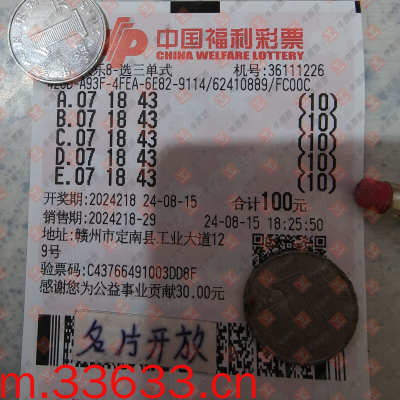 中国福利彩票
CHINA WELFARE LOTTERY
乐8-选三单式 机号:36111226
A93F-4FEA-6E82-9114/62410889/FC00C
A.07 18 43 (10)
B.07 18 43 (10)
C.07 18 43 (10)
D.07 18 43 (10)
E.07 18 43 (10)
开奖期:2024218 24-08-15 合计100元
销售期:2024218-29 24-08-15 18:25:50
地址:赣州市定南县工业大道12
9号
验票码:C43766491003DD8F
感谢您为公益事业贡献30.00元
名片开放
m.33633.cn